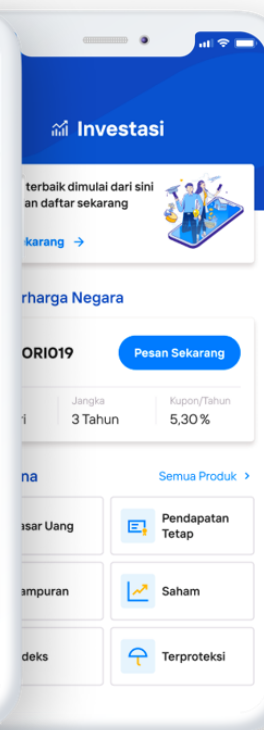 Investasi
terbaik dimulai dari sini
an daftar sekarang
karang →
rharga Negara
ORI019
Pesan Sekarang
Jangka
Kupon/Tahun
ri
3 Tahun
5,30 %
na
Semua Produk >
asar Uang
Pendapatan
Tetap
ampuran
Saham
deks
Terproteksi